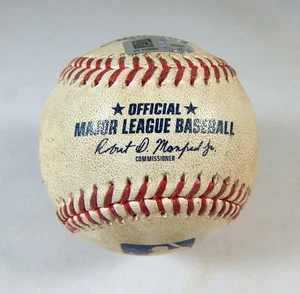 OFFICIAL
MAJOR LEAGUE BASEBALL
Robert D. Manfred Jr.
COMMISSIONER